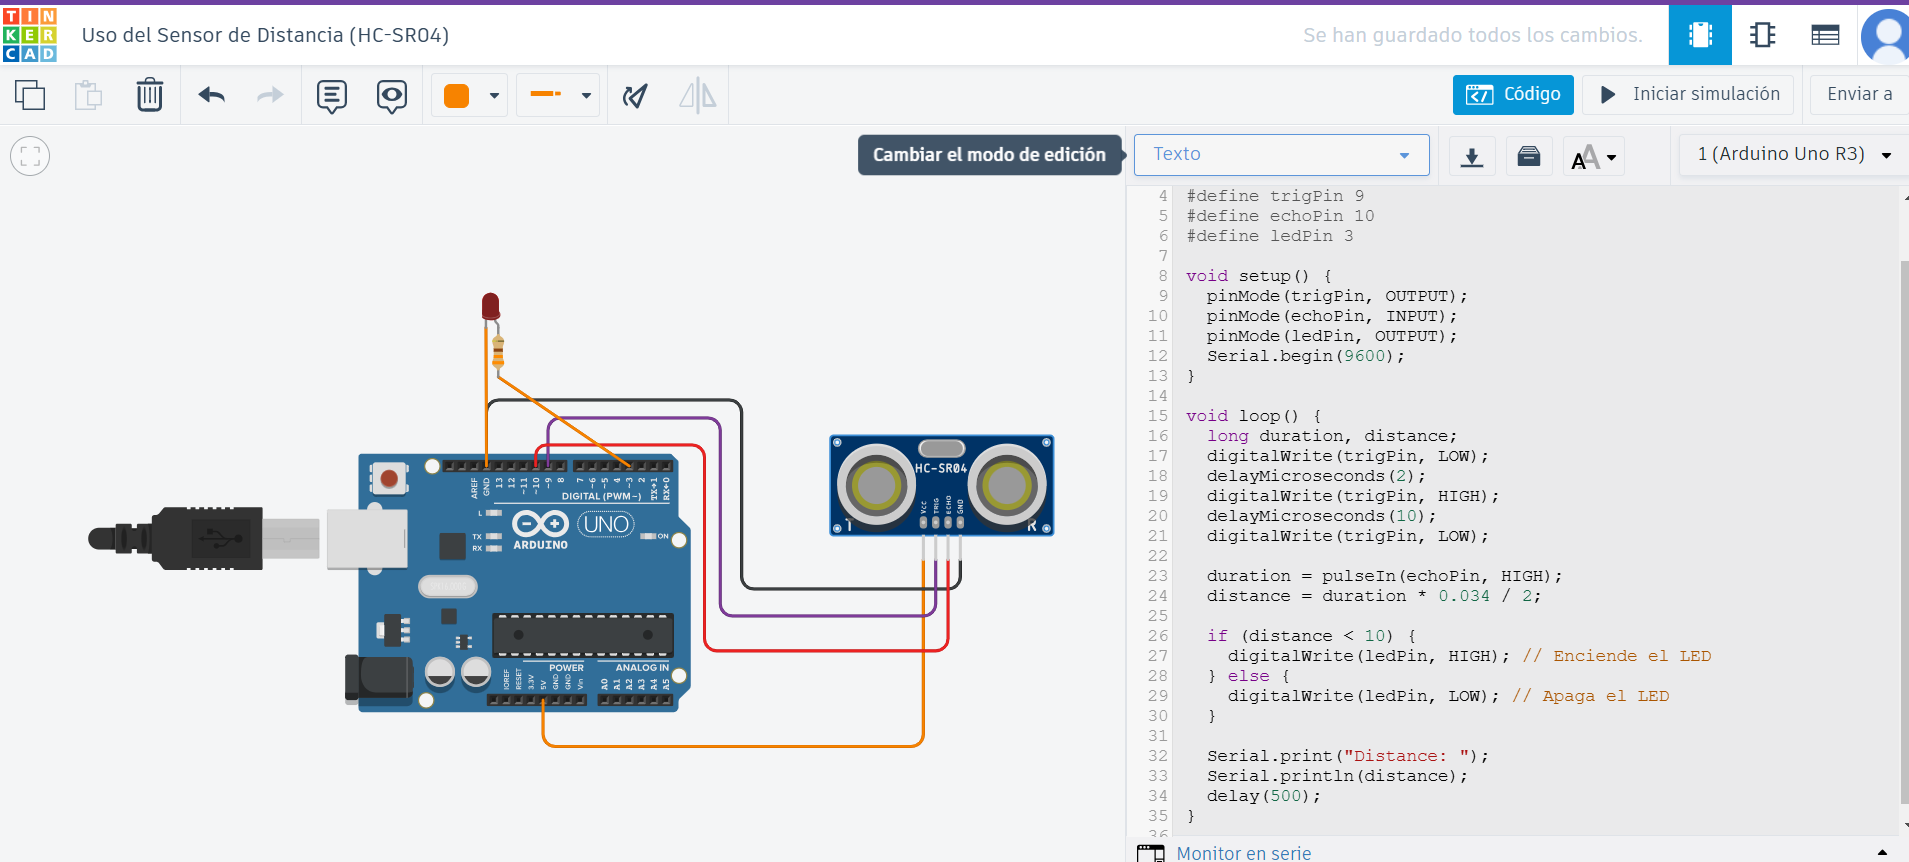 TIN
KER
CAD
Uso del Sensor de Distancia (HC-SR04)
Se han guardado todos los cambios.
Código
Iniciar simulación
Enviar a
Cambiar el modo de edición
Texto
1 (Arduino Uno R3)
4 #define trigPin 9
5 #define echoPin 10
6 #define ledPin 3
7
8 void setup() {
9 pinMode(trigPin, OUTPUT);
10 pinMode(echoPin, INPUT);
11 pinMode(ledPin, OUTPUT);
12 Serial.begin(9600);
13 }
14
15 void loop() {
16 long duration, distance;
17 digitalWrite(trigPin, LOW);
18 delayMicroseconds(2);
19 digitalWrite(trigPin, HIGH);
20 delayMicroseconds(10);
21 digitalWrite(trigPin, LOW);
22
23 duration = pulseIn(echoPin, HIGH);
24 distance = duration * 0.034 / 2;
25
26 if (distance < 10) {
27 digitalWrite(ledPin, HIGH); // Enciende el LED
28 } else {
29 digitalWrite(ledPin, LOW); // Apaga el LED
30 }
31
32 Serial.print("Distance: ");
33 Serial.println(distance);
34 delay(500);
35 }
36
Monitor en serie
AREF
GND
13
12
~11
~10
~9
8
7
~6
~5
4
~3
2
TX→1
RX←0
DIGITAL (PWM~)
L
TX
RX
ARDUINO
UNO
ON
POWER
ANALOG IN
IOREF
RESET
3.3V
5V
GND
GND
Vin
A0
A1
A2
A3
A4
A5
HC-SR04
VCC
TRIG
ECHO
GND
T
R